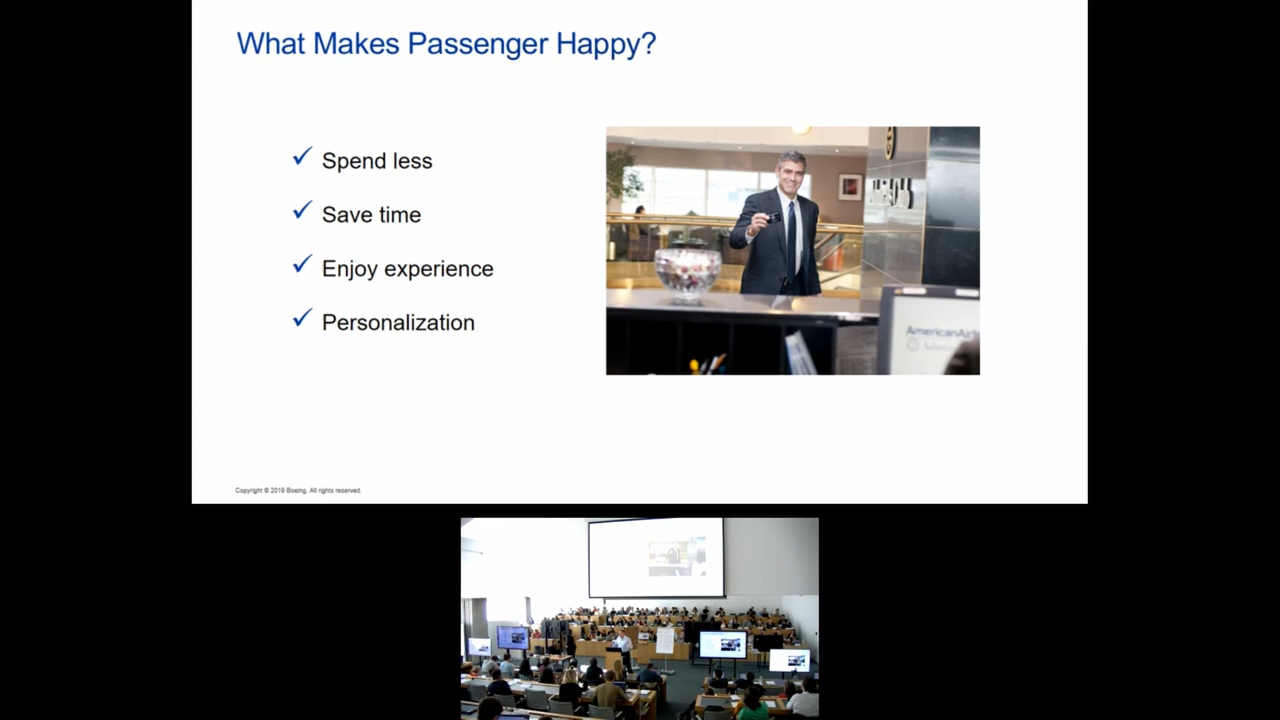 What Makes Passenger Happy?
Spend less
Save time
Enjoy experience
Personalization
Copyright © 2019 Boeing. All rights reserved.